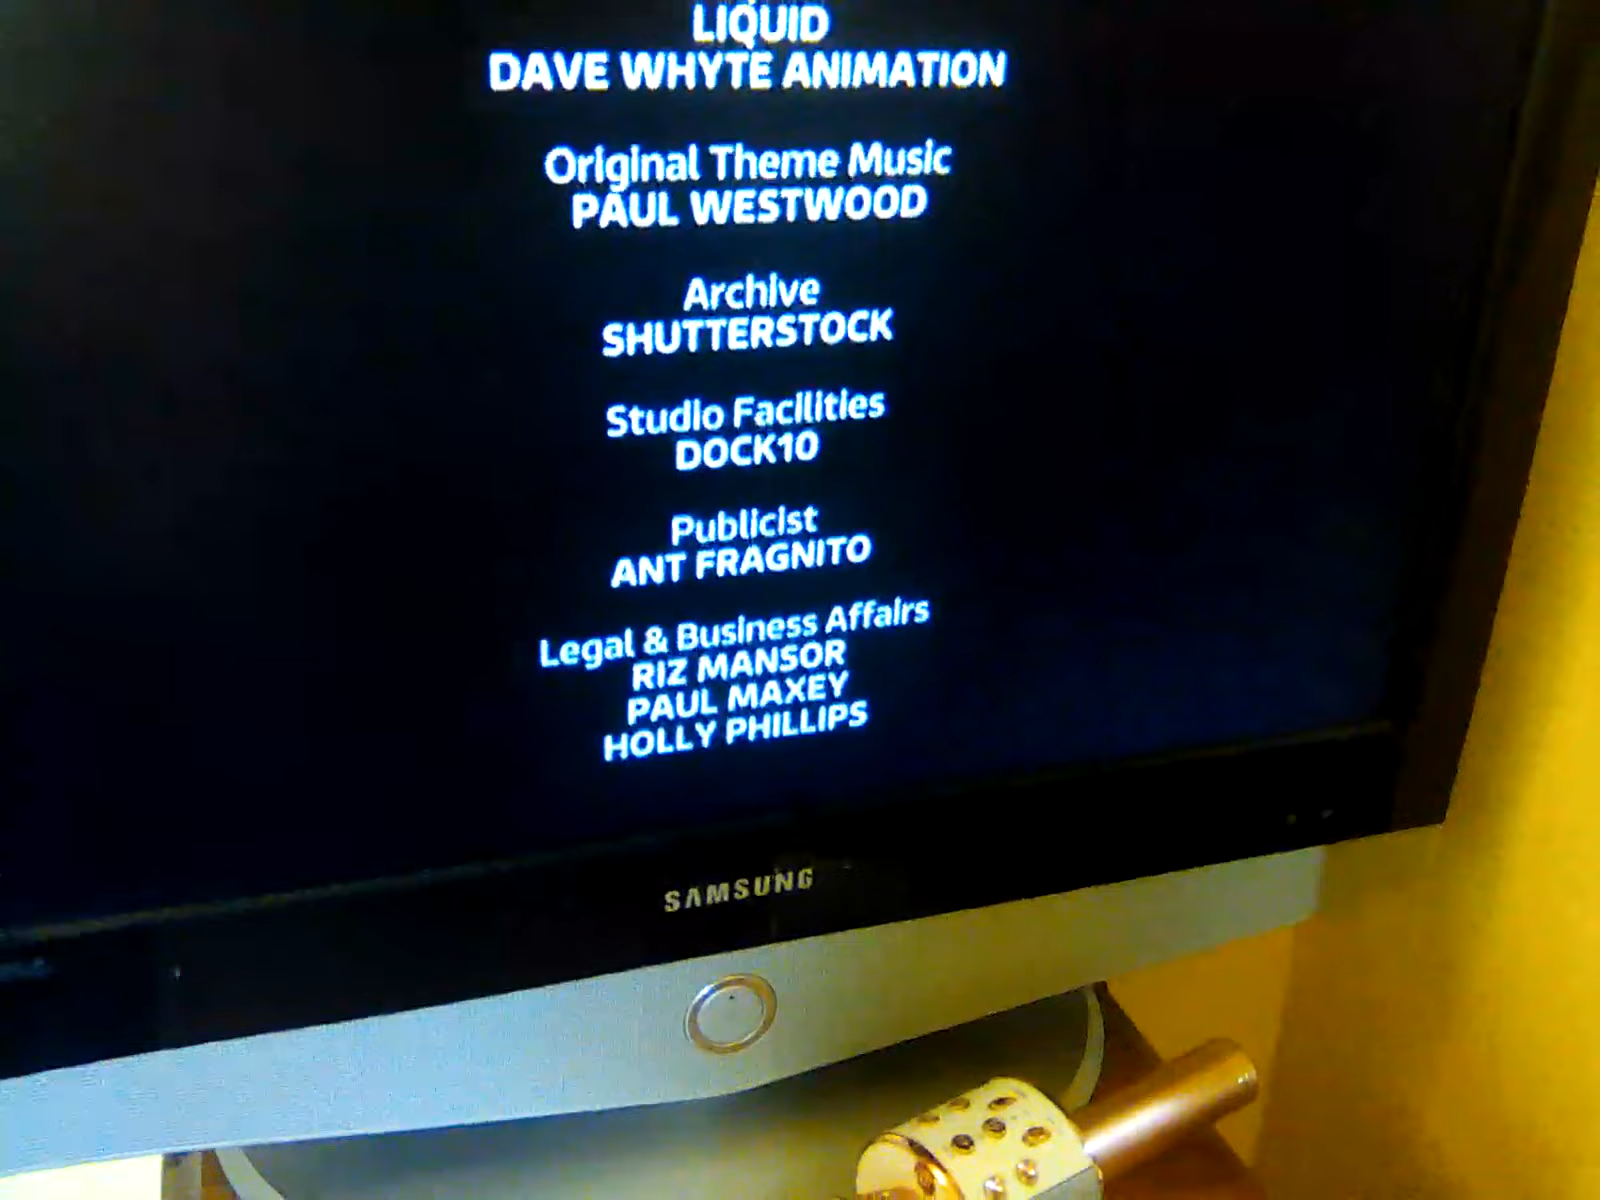 LIQUID
DAVE WHYTE ANIMATION
Original Theme Music
PAUL WESTWOOD
Archive
SHUTTERSTOCK
Studio Facilities
DOCK10
Publicist
ANT FRAGNITO
Legal & Business Affairs
RIZ MANSOR
PAUL MAXEY
HOLLY PHILLIPS
SAMSUNG